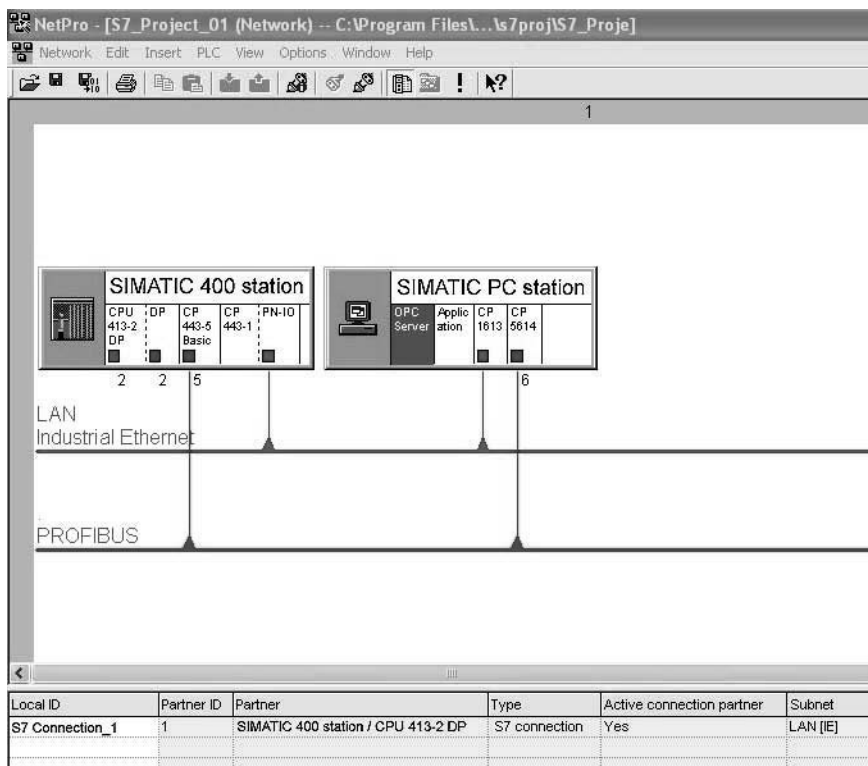 NetPro - [S7_Project_01 (Network) -- C:\Program Files\...\s7proj\S7_Proje]
Network Edit Insert PLC View Options Window Help
1
SIMATIC 400 station
CPU 413-2 DP
DP
CP 443-5 Basic
CP 443-1
PN-IO
2 2 5
SIMATIC PC station
OPC Server
Applic ation
CP 1613
CP 5614
6
LAN
Industrial Ethernet
PROFIBUS
Local ID Partner ID Partner Type Active connection partner Subnet
S7 Connection_1 1 SIMATIC 400 station / CPU 413-2 DP S7 connection Yes LAN [IE]